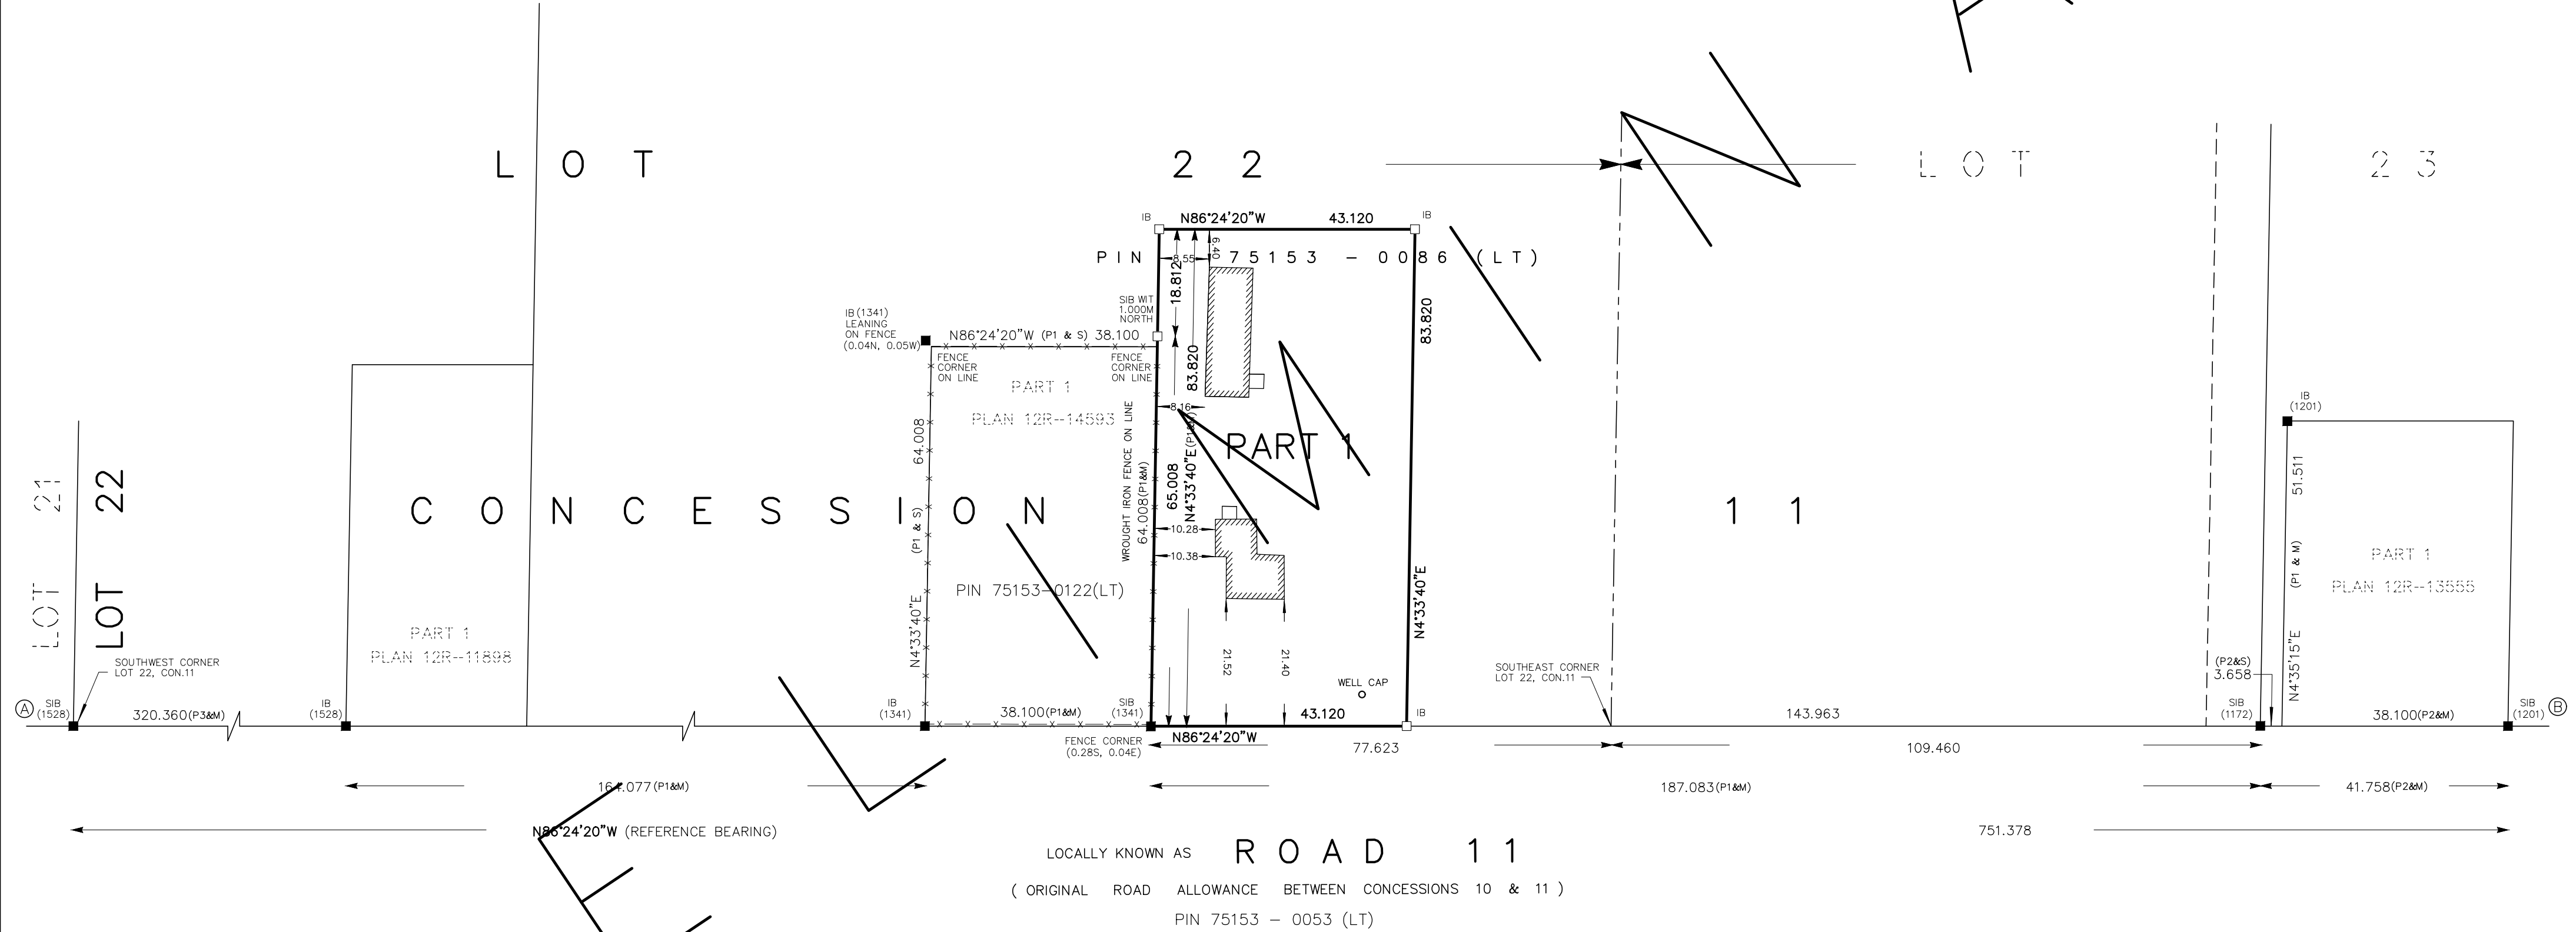 LOT 22
LOT 23
IB
N86°24'20"W 43.120
IB
6.40
PIN 75153 – 0086 (LT)
8.55
18.812
SIB WIT
1.000M
NORTH
83.820
IB (1341)
LEANING
ON FENCE
(0.04N, 0.05W)
N86°24'20"W (P1 & S) 38.100
FENCE
CORNER
ON LINE
FENCE
CORNER
ON LINE
83.820
PART 1
PLAN 12R--14593
8.16
PART 1
WROUGHT IRON FENCE ON LINE
64.008(P1&M)
65.008
N4°33'40"E(P1&M)
64.008
(P1 & S)
N4°33'40"E
IB
(1201)
51.511
(P1 & M)
N4°35'15"E
LOT 21
LOT 22
CONCESSION 11
10.28
10.38
PART 1
PLAN 12R--13555
PIN 75153-0122(LT)
N4°33'40"E
PART 1
PLAN 12R--11898
21.52
21.40
SOUTHWEST CORNER
LOT 22, CON.11
WELL CAP
SOUTHEAST CORNER
LOT 22, CON.11
(P2&S)
3.658
A
SIB
(1528)
320.360(P3&M)
IB
(1528)
IB
(1341)
38.100(P1&M)
SIB
(1341)
43.120
IB
143.963
SIB
(1172)
38.100(P2&M)
SIB
(1201)
B
FENCE CORNER
(0.28S, 0.04E)
N86°24'20"W
77.623
109.460
164.077(P1&M)
187.083(P1&M)
41.758(P2&M)
N86°24'20"W (REFERENCE BEARING)
751.378
LOCALLY KNOWN AS ROAD 11
( ORIGINAL ROAD ALLOWANCE BETWEEN CONCESSIONS 10 & 11 )
PIN 75153 – 0053 (LT)